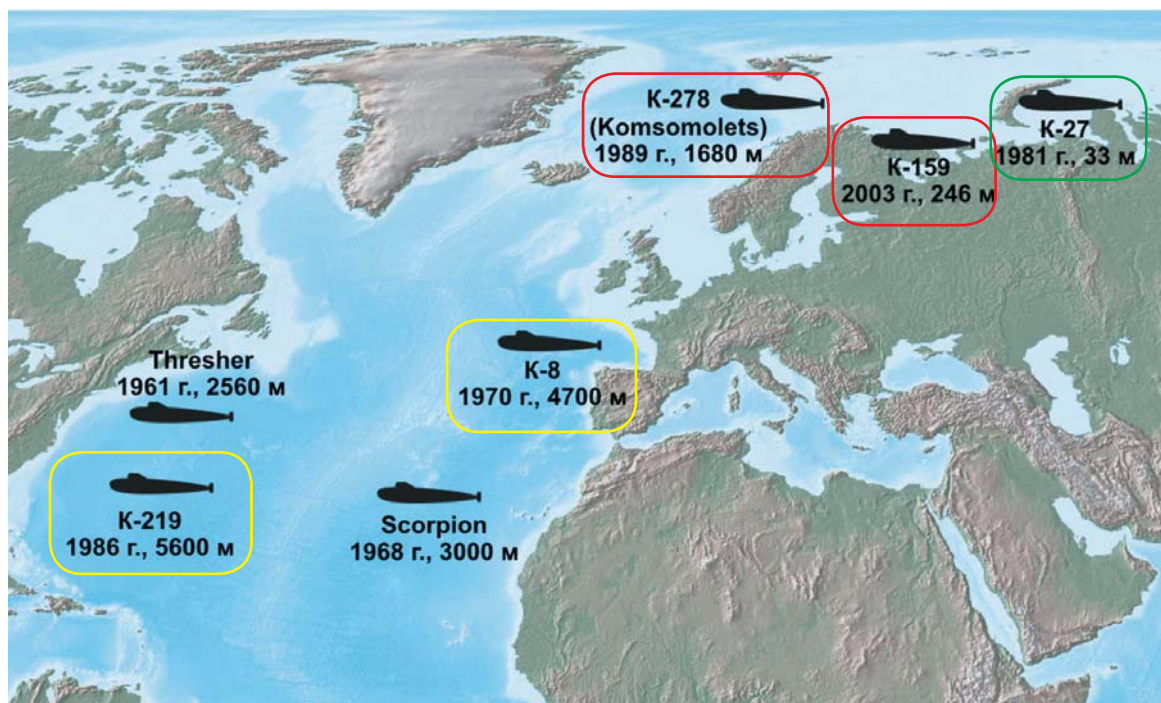 К-278
(Komsomolets)
1989 г., 1680 м
К-27
1981 г., 33 м
К-159
2003 г., 246 м
Thresher
1961 г., 2560 м
К-8
1970 г., 4700 м
К-219
1986 г., 5600 м
Scorpion
1968 г., 3000 м